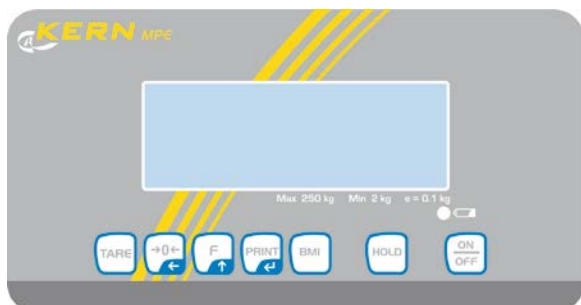 KERN MPE
Max 250 kg Min 2 kg e = 0.1 kg
TARE →0← F PRINT BMI HOLD ON
OFF